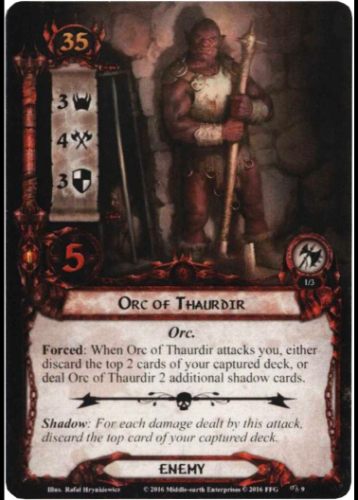 35
3
4
3
5
ORC OF THAURDIR
1/3
Orc.
Forced: When Orc of Thaurdir attacks you, either
discard the top 2 cards of your captured deck, or
deal Orc of Thaurdir 2 additional shadow cards.
Shadow: For each damage dealt by this attack,
discard the top card of your captured deck.
ENEMY
Illus. Rafał Hrynkiewicz
© 2016 Middle-earth Enterprises © 2016 FFG
9